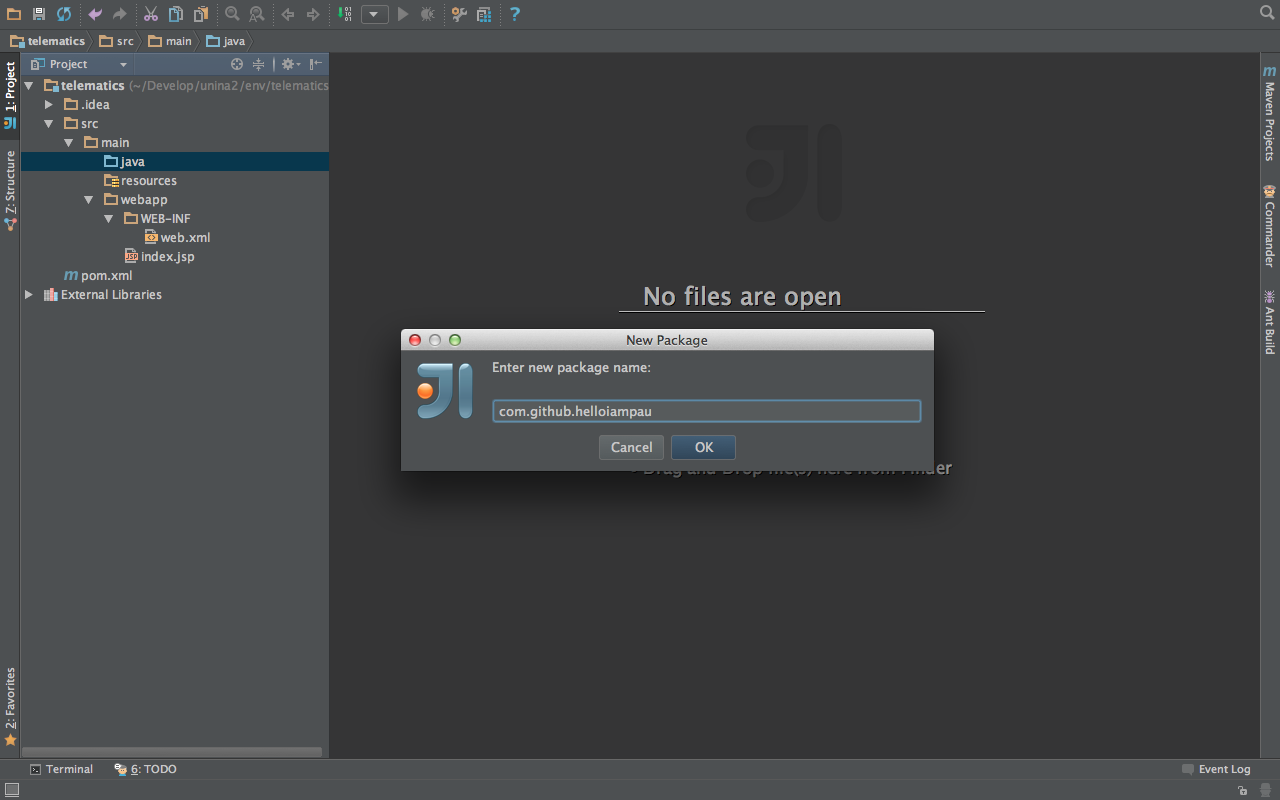 telematics src main java
Project
telematics (~/Develop/unina2/env/telematics
.idea
src
main
java
resources
webapp
WEB-INF
web.xml
index.jsp
m pom.xml
External Libraries
1: Project
Z: Structure
2: Favorites
No files are open
New Package
Enter new package name:
com.github.helloiampau
Cancel OK
Drag and Drop file(s) here from Finder
m Maven Projects
Commander
Ant Build
Terminal 6: TODO Event Log